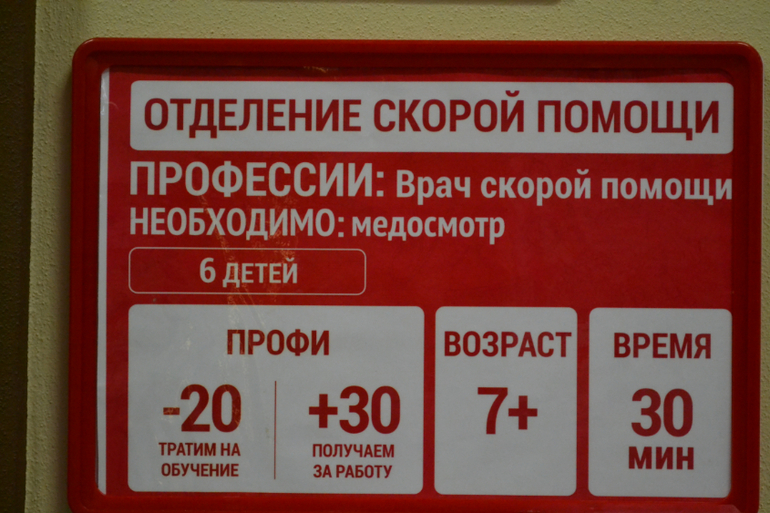 ОТДЕЛЕНИЕ СКОРОЙ ПОМОЩИ
ПРОФЕССИИ: Врач скорой помощи
НЕОБХОДИМО: медосмотр
6 ДЕТЕЙ
ПРОФИ
-20
ТРАТИМ НА
ОБУЧЕНИЕ
+30
ПОЛУЧАЕМ
ЗА РАБОТУ
ВОЗРАСТ
7+
ВРЕМЯ
30
МИН